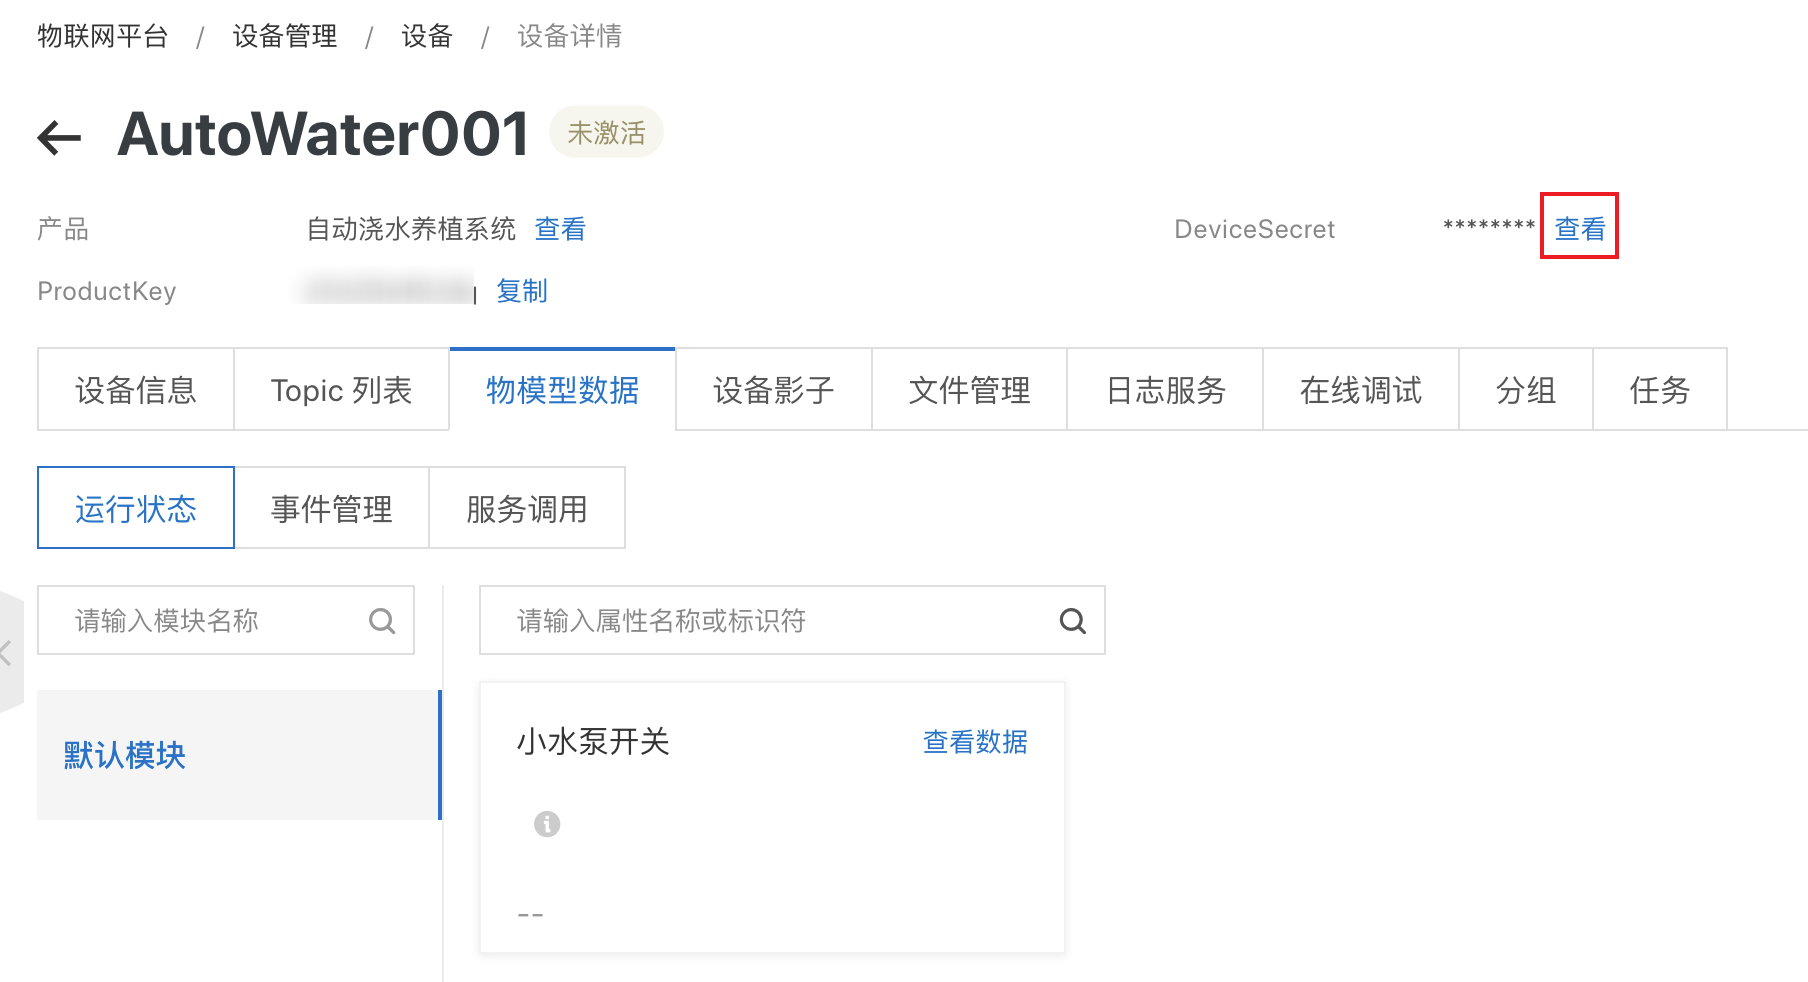 物联网平台 / 设备管理 / 设备 / 设备详情
AutoWater001 未激活
产品 自动浇水养植系统 查看 DeviceSecret ******** 查看
ProductKey 复制
设备信息 Topic 列表 物模型数据 设备影子 文件管理 日志服务 在线调试 分组 任务
运行状态 事件管理 服务调用
请输入模块名称 请输入属性名称或标识符
默认模块
小水泵开关 查看数据
--